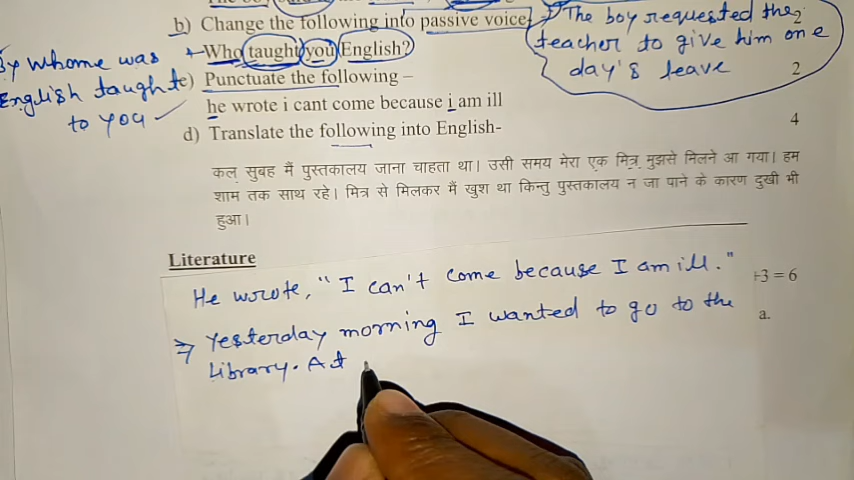 b) Change the following into passive voice. 2
Who taught you English?
By whome was
English taught
to you
The boy requested the
teacher to give him one
day's leave
c) Punctuate the following – 2
he wrote i cant come because i am ill
d) Translate the following into English- 4
कल सुबह मैं पुस्तकालय जाना चाहता था। उसी समय मेरा एक मित्र मुझसे मिलने आ गया। हम
शाम तक साथ रहे। मित्र से मिलकर मैं खुश था किन्तु पुस्तकालय न जा पाने के कारण दुखी भी
हुआ।
Literature
He wrote, "I can't come because I am ill."
+3 = 6
⇒ Yesterday morning I wanted to go to the
a.
Library. At